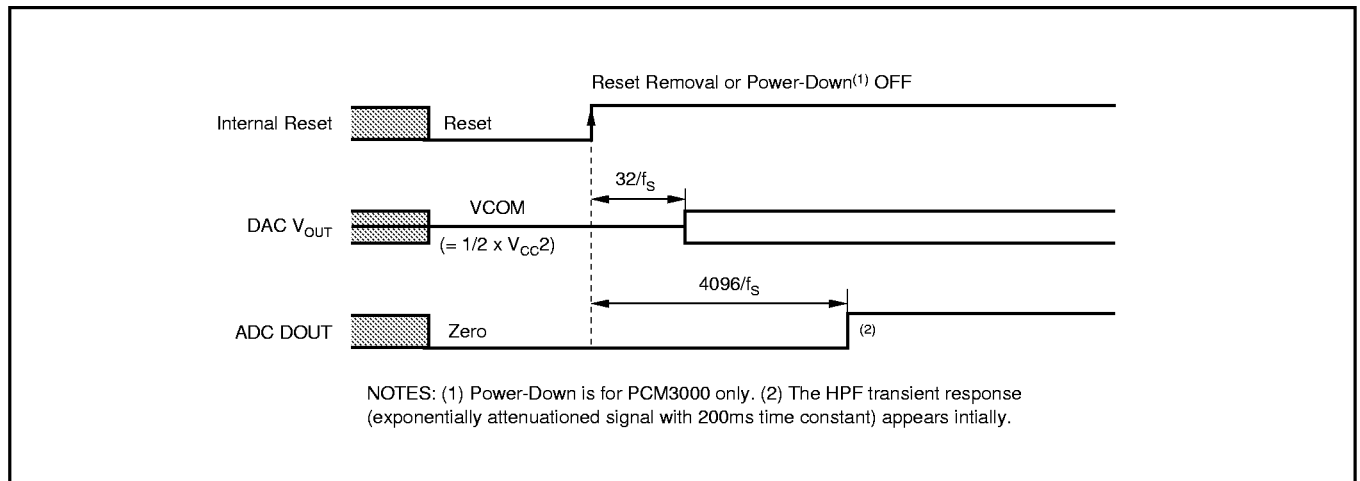 Reset Removal or Power-Down(1) OFF
Internal Reset
Reset
32/fS
DAC VOUT
VCOM
(= 1/2 x VCC2)
4096/fS
ADC DOUT
Zero
(2)
NOTES: (1) Power-Down is for PCM3000 only. (2) The HPF transient response
(exponentially attenuationed signal with 200ms time constant) appears intially.